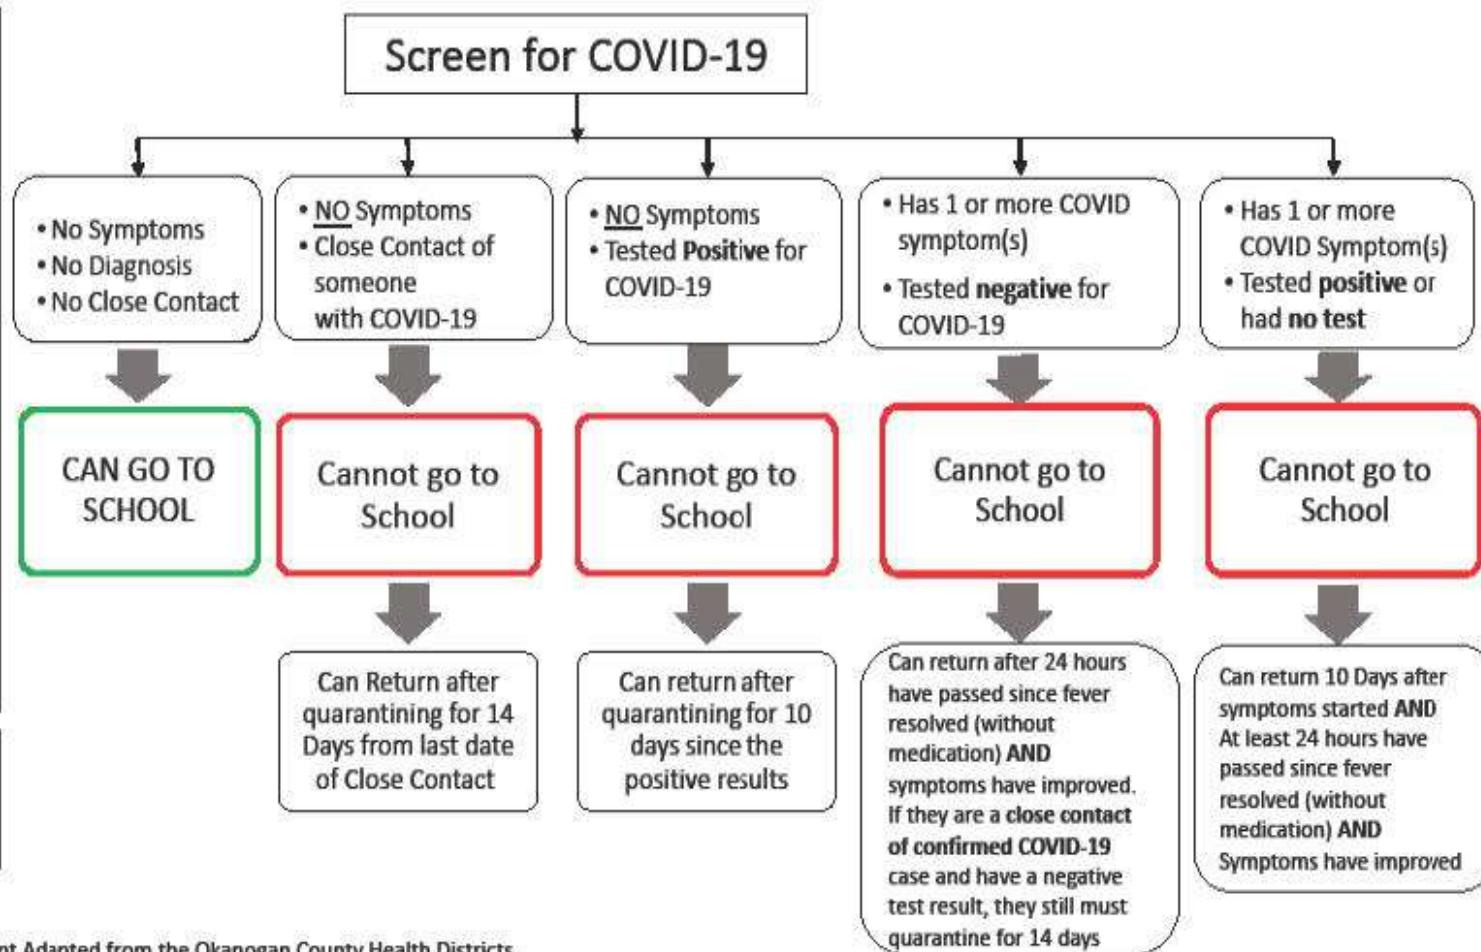 Screen for COVID-19
• No Symptoms
• No Diagnosis
• No Close Contact
• NO Symptoms
• Close Contact of
someone
with COVID-19
• NO Symptoms
• Tested Positive for
COVID-19
• Has 1 or more COVID
symptom(s)
• Tested negative for
COVID-19
• Has 1 or more
COVID Symptom(s)
• Tested positive or
had no test
CAN GO TO
SCHOOL
Cannot go to
School
Cannot go to
School
Cannot go to
School
Cannot go to
School
Can Return after
quarantining for 14
Days from last date
of Close Contact
Can return after
quarantining for 10
days since the
positive results
Can return after 24 hours
have passed since fever
resolved (without
medication) AND
symptoms have improved.
If they are a close contact
of confirmed COVID-19
case and have a negative
test result, they still must
quarantine for 14 days
Can return 10 Days after
symptoms started AND
At least 24 hours have
passed since fever
resolved (without
medication) AND
Symptoms have improved
Adapted from the Okanogan County Health Districts